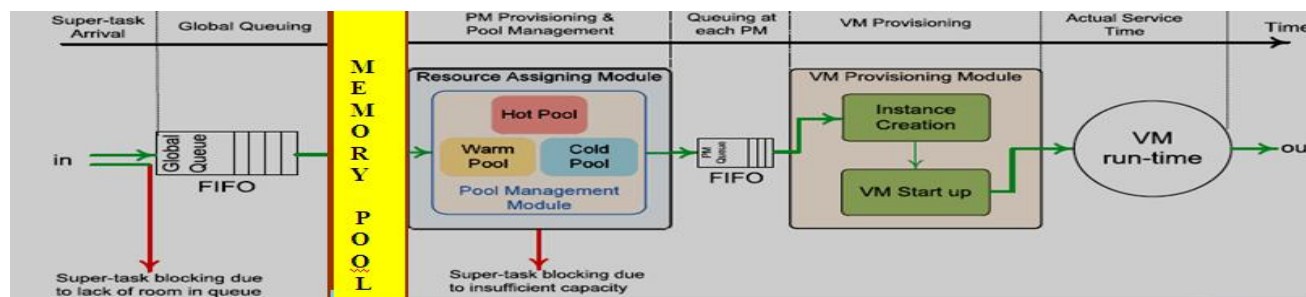 Super-task
Arrival
Global Queuing
PM Provisioning &
Pool Management
Queuing at
each PM
VM Provisioning
Actual Service
Time
Time
in
Global
Queue
FIFO
Super-task blocking due
to lack of room in queue
M
E
M
O
R
Y
P
O
O
L
Resource Assigning Module
Hot Pool
Warm
Pool
Cold
Pool
Pool Management
Module
Super-task blocking due
to insufficient capacity
PM
Queue
FIFO
VM Provisioning Module
Instance
Creation
VM Start up
VM
run-time
ou